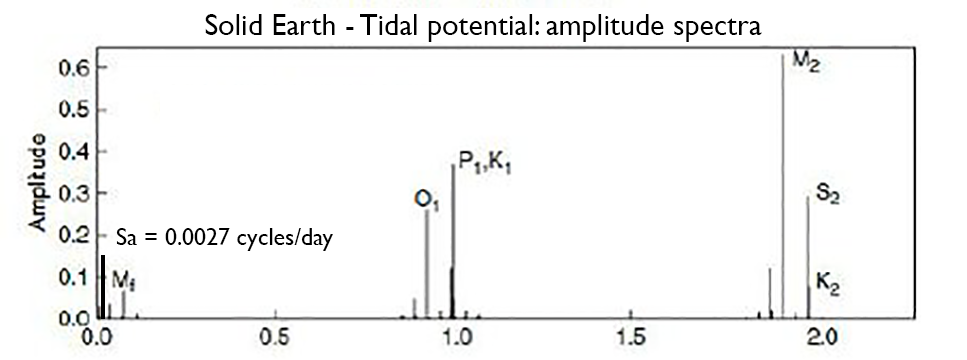 Solid Earth - Tidal potential: amplitude spectra
Amplitude
0.6
0.5
0.4
0.3
0.2
0.1
0.0
Sa = 0.0027 cycles/day
Mf
O1
P1,K1
M2
S2
K2
0.0 0.5 1.0 1.5 2.0